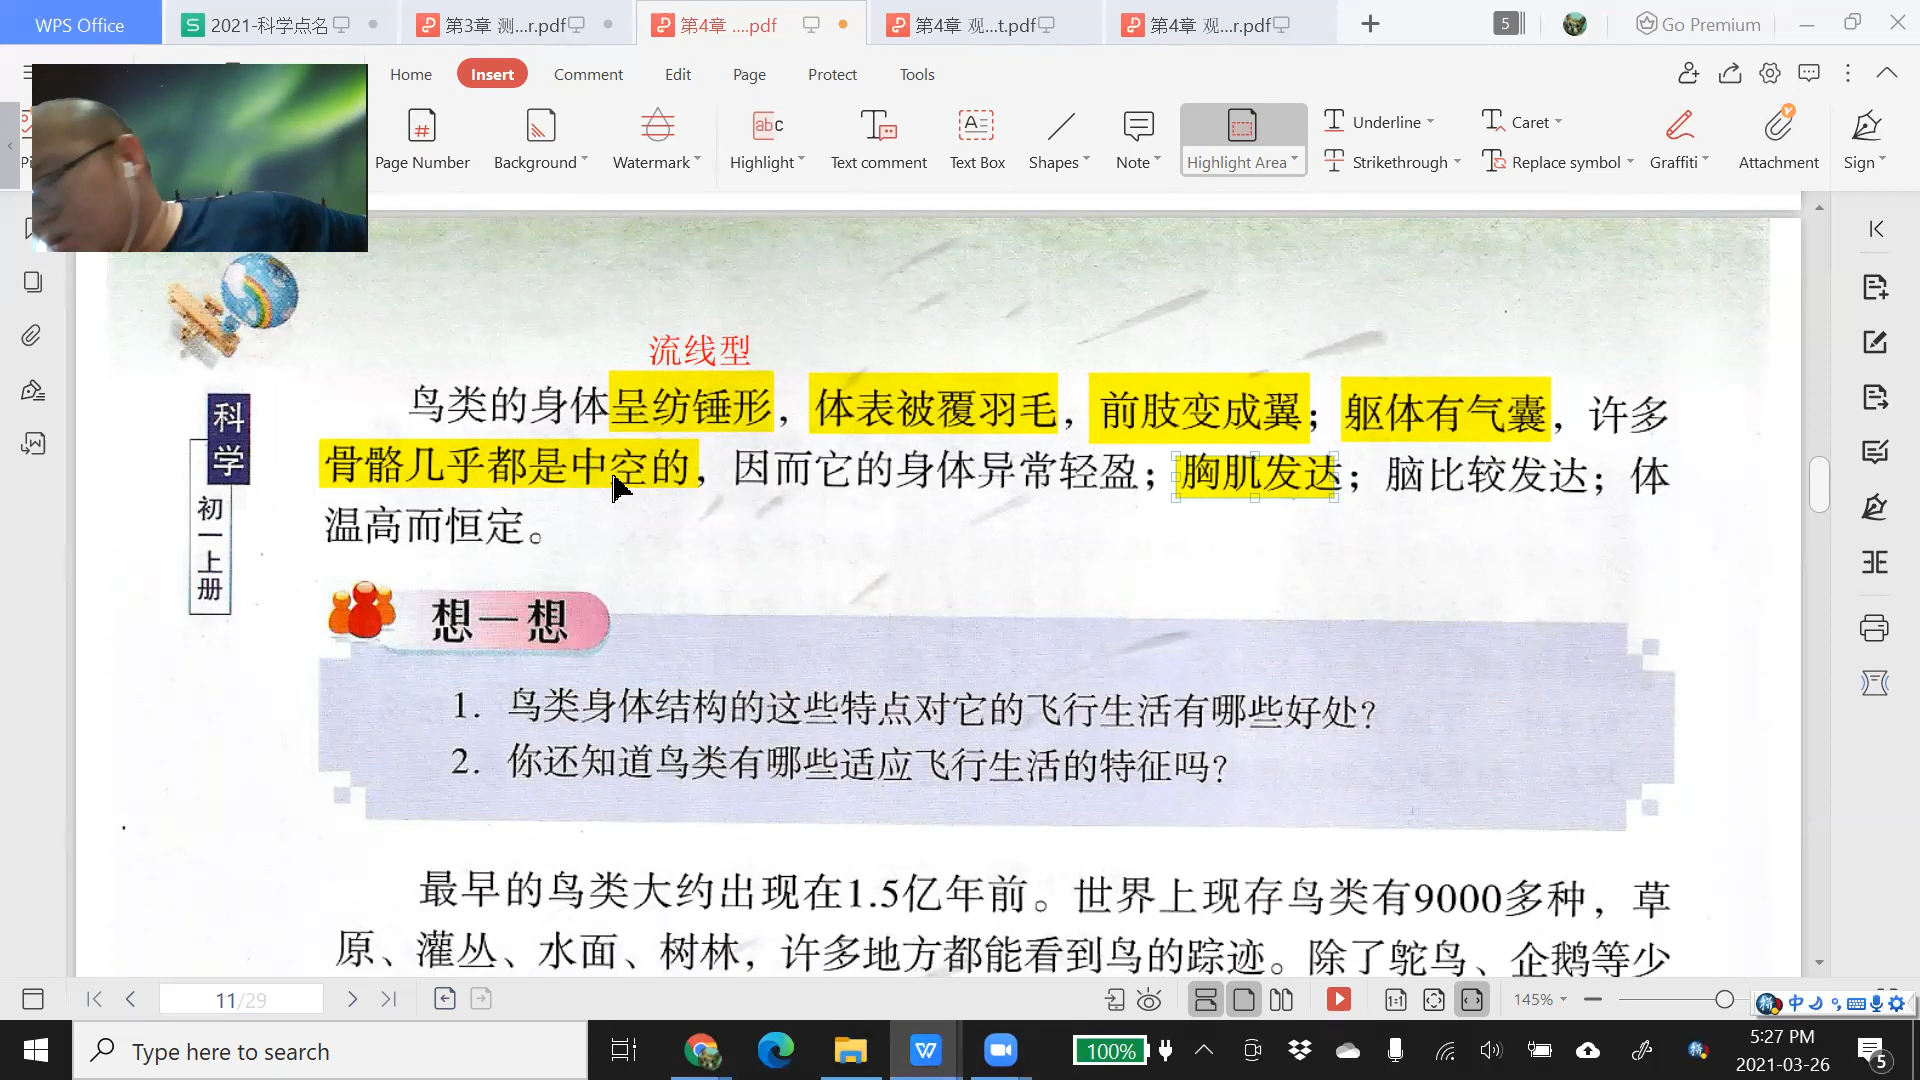 WPS Office
2021-科学点名
第3章 测...r.pdf
第4章 ....pdf
第4章 观...t.pdf
第4章 观...r.pdf
5
Go Premium
Home
Insert
Comment
Edit
Page
Protect
Tools
Page Number
Background
Watermark
Highlight
Text comment
Text Box
Shapes
Note
Highlight Area
Underline
Strikethrough
Caret
Replace symbol
Graffiti
Attachment
Sign
流线型
鸟类的身体呈纺锤形，体表被覆羽毛，前肢变成翼；躯体有气囊，许多
骨骼几乎都是中空的，因而它的身体异常轻盈；胸肌发达；脑比较发达；体
温高而恒定。
科学
初一上册
想一想
1. 鸟类身体结构的这些特点对它的飞行生活有哪些好处?
2. 你还知道鸟类有哪些适应飞行生活的特征吗?
最早的鸟类大约出现在1.5亿年前。世界上现存鸟类有9000多种，草
原、灌丛、水面、树林，许多地方都能看到鸟的踪迹。除了鸵鸟、企鹅等少
11/29
145%
中
Type here to search
100%
5:27 PM
2021-03-26
5